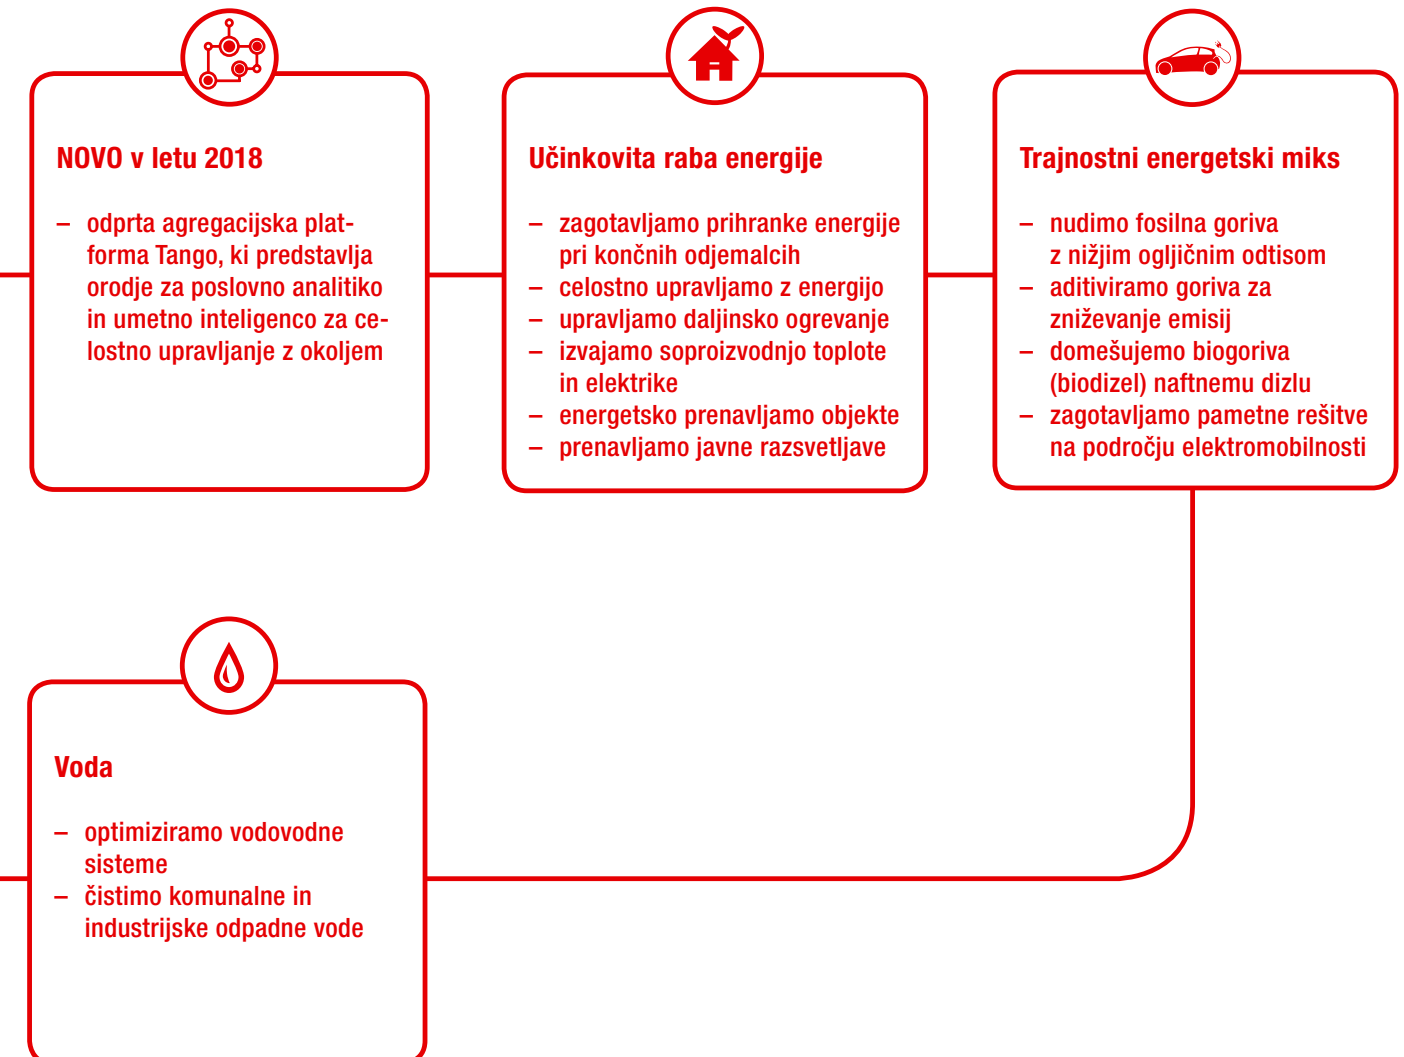 NOVO v letu 2018
– odprta agregacijska plat-
forma Tango, ki predstavlja
orodje za poslovno analitiko
in umetno inteligenco za ce-
lostno upravljanje z okoljem
Učinkovita raba energije
– zagotavljamo prihranke energije
pri končnih odjemalcih
– celostno upravljamo z energijo
– upravljamo daljinsko ogrevanje
– izvajamo soproizvodnjo toplote
in elektrike
– energetsko prenavljamo objekte
– prenavljamo javne razsvetljave
Trajnostni energetski miks
– nudimo fosilna goriva
z nižjim ogljičnim odtisom
– aditiviramo goriva za
zniževanje emisij
– domešujemo biogoriva
(biodizel) naftnemu dizlu
– zagotavljamo pametne rešitve
na področju elektromobilnosti
Voda
– optimiziramo vodovodne
sisteme
– čistimo komunalne in
industrijske odpadne vode